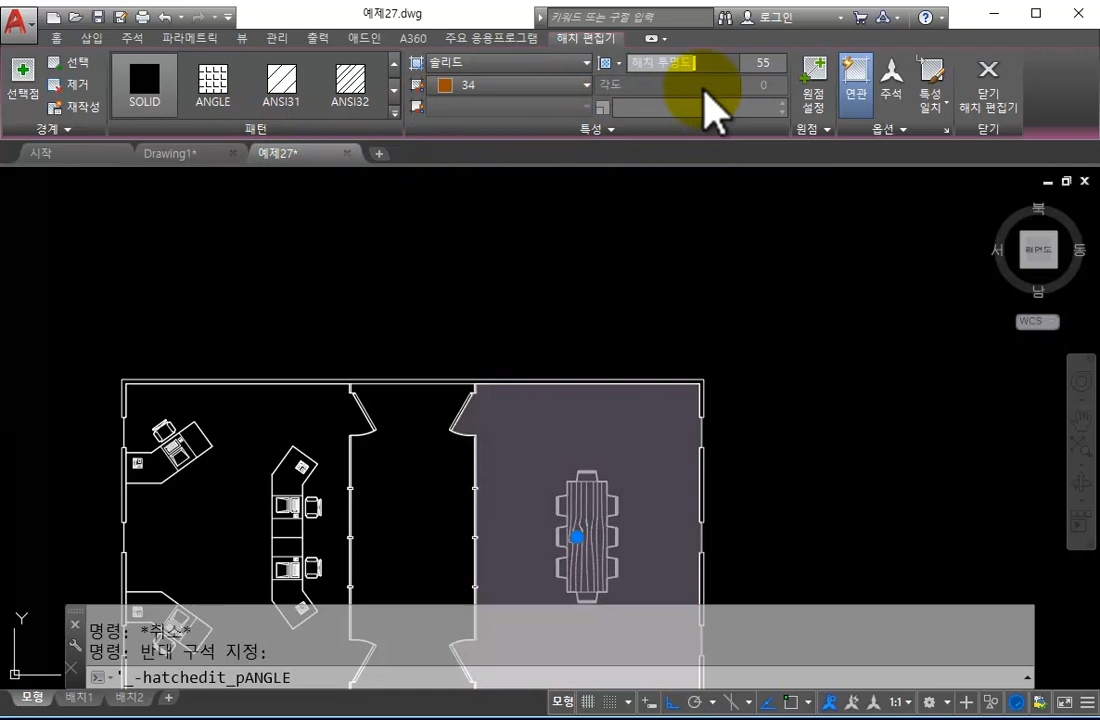 예제27.dwg
키워드 또는 구절 입력
로그인
홈 삽입 주석 파라메트릭 뷰 관리 출력 애드인 A360 주요 응용프로그램 해치 편집기
선택점
선택
제거
재작성
경계
SOLID
ANGLE
ANSI31
ANSI32
패턴
솔리드
34
해치 투명도 55
각도 0
특성
원점
설정
원점
연관
주석
특성
일치
옵션
닫기
해치 편집기
닫기
시작 Drawing1* 예제27*
북
서
평면도
동
남
WCS
Y
명령: *취소*
명령: 반대 구석 지정:
'_-hatchedit_pANGLE
모형 배치1 배치2
모형
1:1